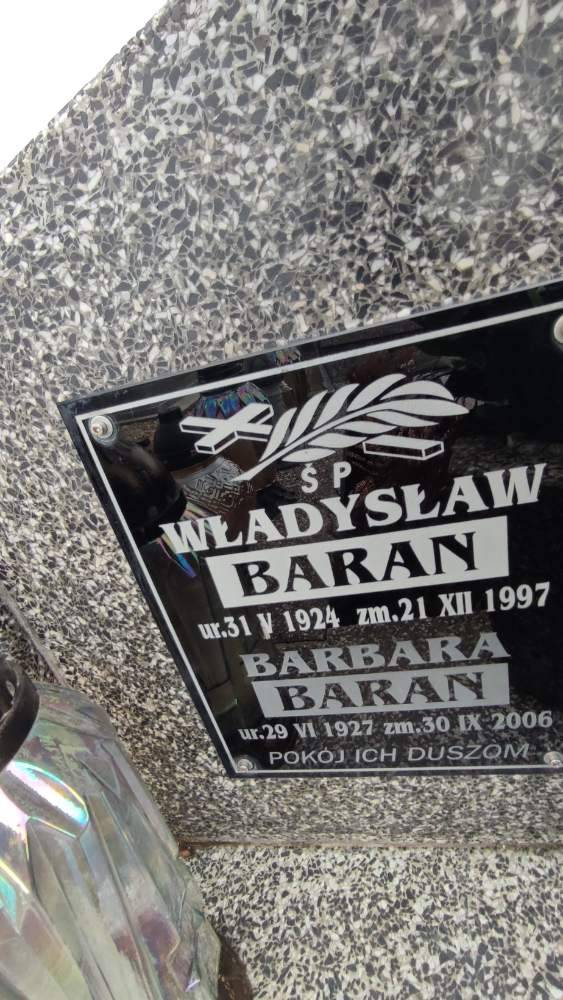 Ś P
WŁADYSŁAW
BARAN
ur.31 V 1924 zm.21 XII 1997
BARBARA
BARAN
ur.29 VI 1927 zm.30 IX 2006
POKÓJ ICH DUSZOM